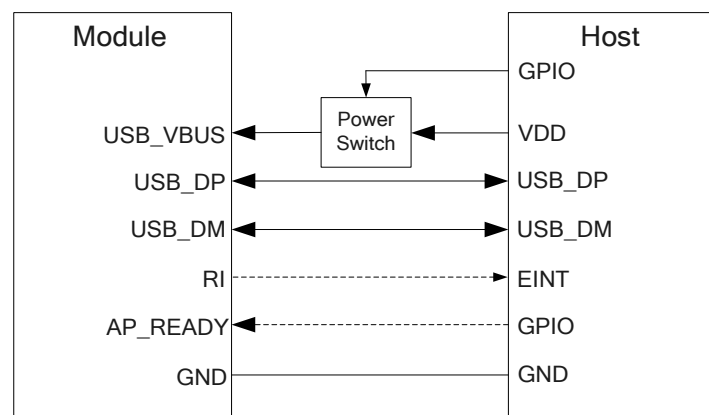 Module
Host
GPIO
Power
Switch
USB_VBUS
VDD
USB_DP
USB_DP
USB_DM
USB_DM
RI
EINT
AP_READY
GPIO
GND
GND